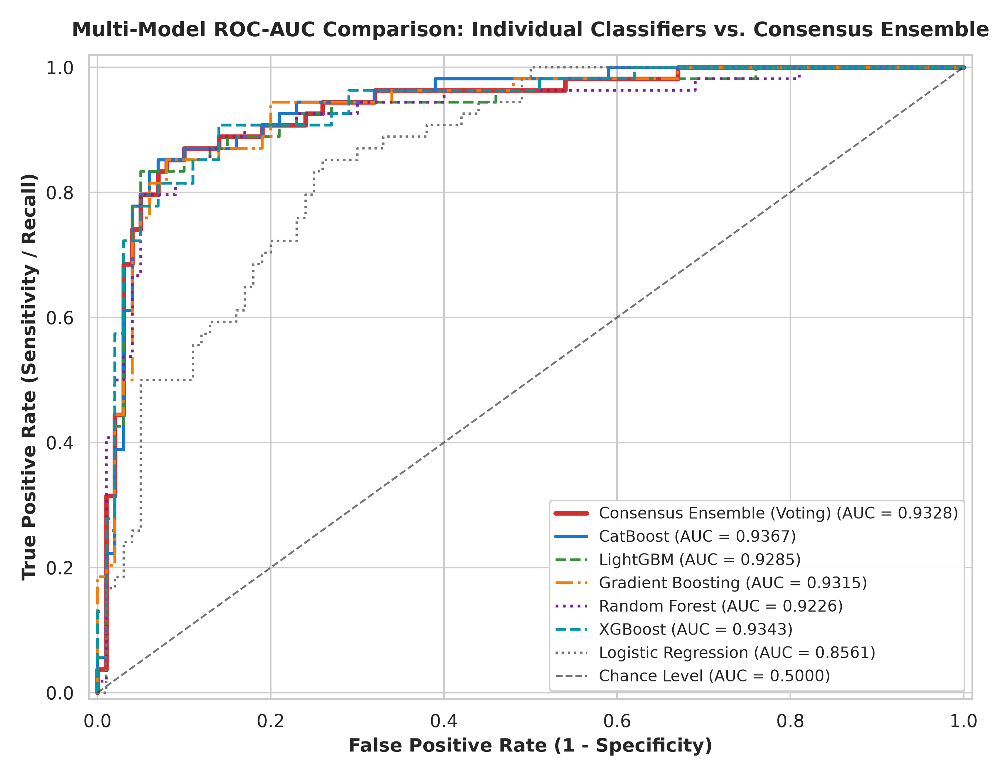 Multi-Model ROC-AUC Comparison: Individual Classifiers vs. Consensus Ensemble
True Positive Rate (Sensitivity / Recall)
1.0
0.8
0.6
0.4
0.2
0.0
Consensus Ensemble (Voting) (AUC = 0.9328)
CatBoost (AUC = 0.9367)
LightGBM (AUC = 0.9285)
Gradient Boosting (AUC = 0.9315)
Random Forest (AUC = 0.9226)
XGBoost (AUC = 0.9343)
Logistic Regression (AUC = 0.8561)
Chance Level (AUC = 0.5000)
0.0 0.2 0.4 0.6 0.8 1.0
False Positive Rate (1 - Specificity)